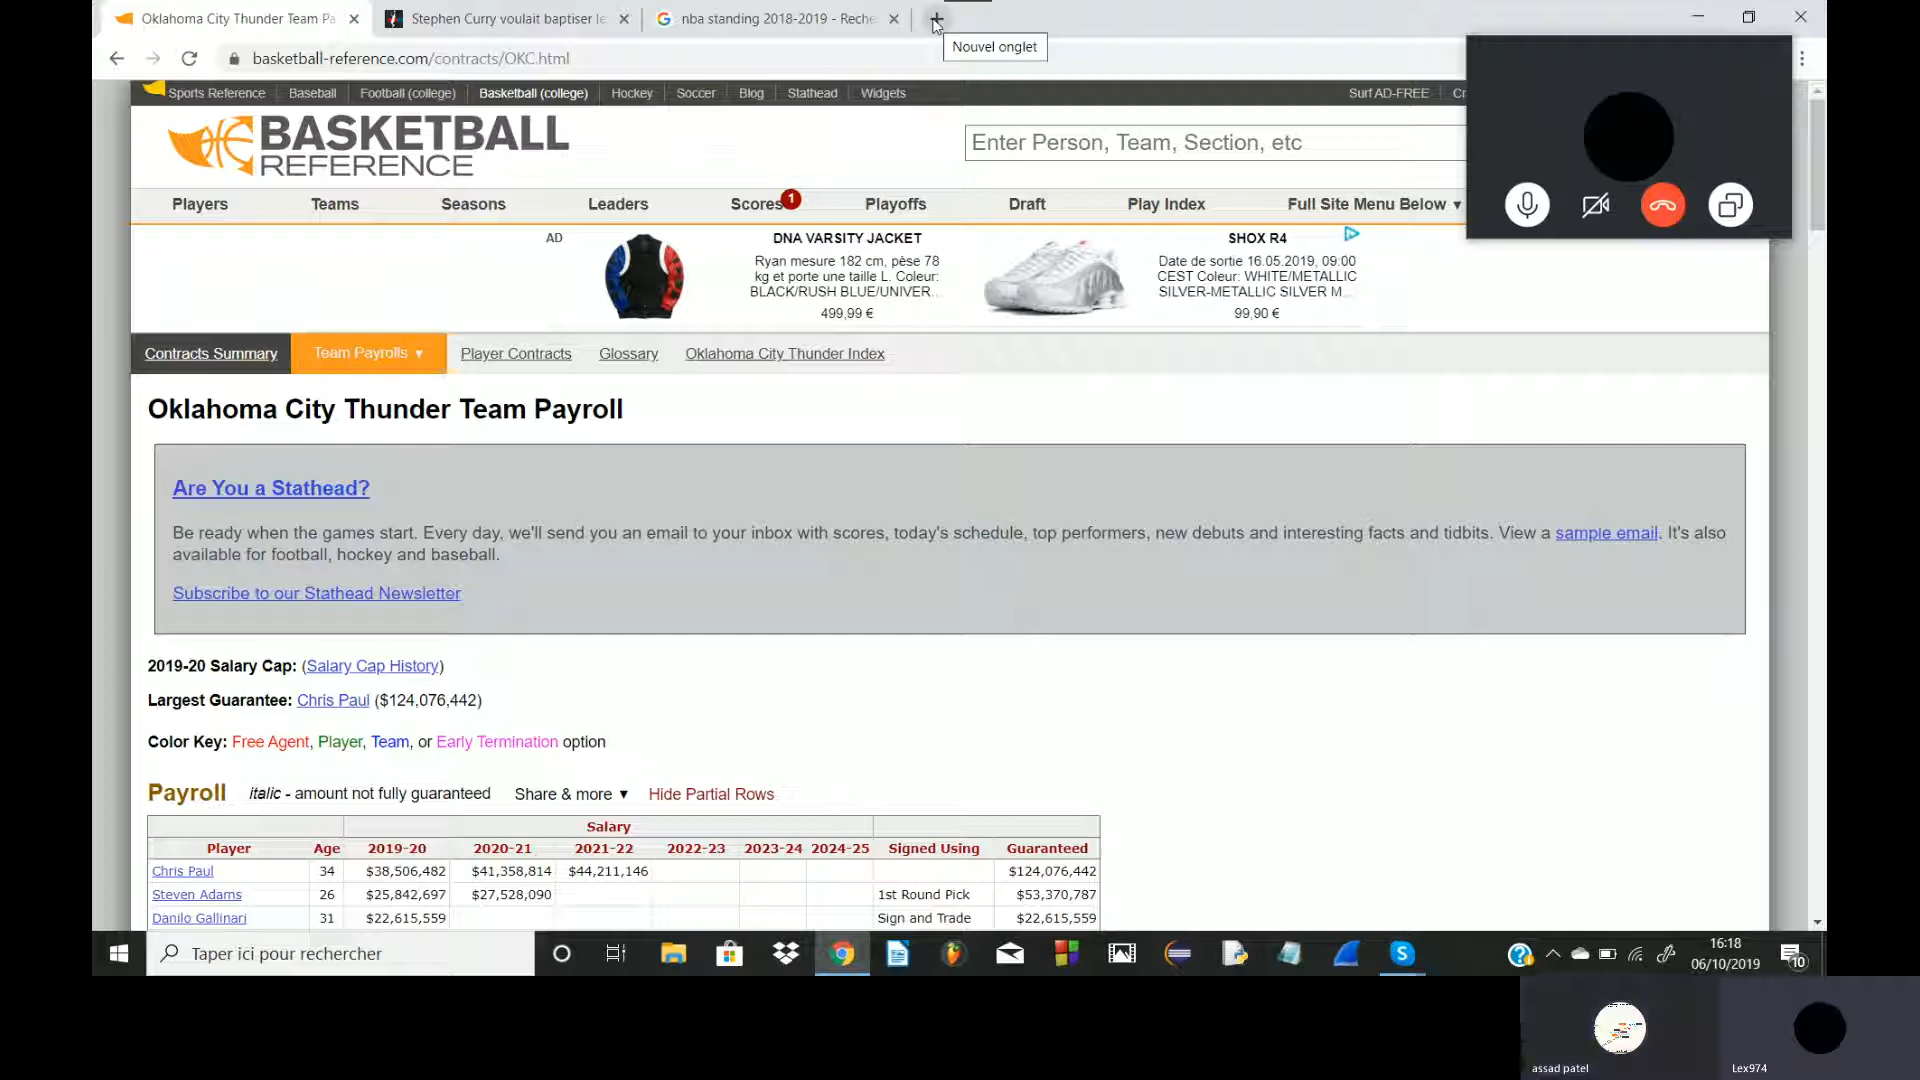 Oklahoma City Thunder Team Pa
Stephen Curry voulait baptiser le
nba standing 2018-2019 - Reche
Nouvel onglet
basketball-reference.com/contracts/OKC.html
Sports Reference Baseball Football (college) Basketball (college) Hockey Soccer Blog Stathead Widgets Surf AD-FREE Cr
BASKETBALL
REFERENCE
Enter Person, Team, Section, etc
Players Teams Seasons Leaders Scores 1 Playoffs Draft Play Index Full Site Menu Below ▼
AD
DNA VARSITY JACKET
Ryan mesure 182 cm, pèse 78
kg et porte une taille L. Coleur:
BLACK/RUSH BLUE/UNIVER...
499,99 €
SHOX R4
Date de sortie 16.05.2019, 09:00
CEST Coleur: WHITE/METALLIC
SILVER-METALLIC SILVER M...
99,90 €
Contracts Summary Team Payrolls ▼ Player Contracts Glossary Oklahoma City Thunder Index
Oklahoma City Thunder Team Payroll
Are You a Stathead?
Be ready when the games start. Every day, we'll send you an email to your inbox with scores, today's schedule, top performers, new debuts and interesting facts and tidbits. View a sample email. It's also
available for football, hockey and baseball.
Subscribe to our Stathead Newsletter
2019-20 Salary Cap: (Salary Cap History)
Largest Guarantee: Chris Paul ($124,076,442)
Color Key: Free Agent, Player, Team, or Early Termination option
Payroll italic - amount not fully guaranteed Share & more ▼ Hide Partial Rows
Salary
Player Age 2019-20 2020-21 2021-22 2022-23 2023-24 2024-25 Signed Using Guaranteed
Chris Paul 34 $38,506,482 $41,358,814 $44,211,146 $124,076,442
Steven Adams 26 $25,842,697 $27,528,090 1st Round Pick $53,370,787
Danilo Gallinari 31 $22,615,559 Sign and Trade $22,615,559
Taper ici pour rechercher
16:18
06/10/2019
10
assad patel
Lex974